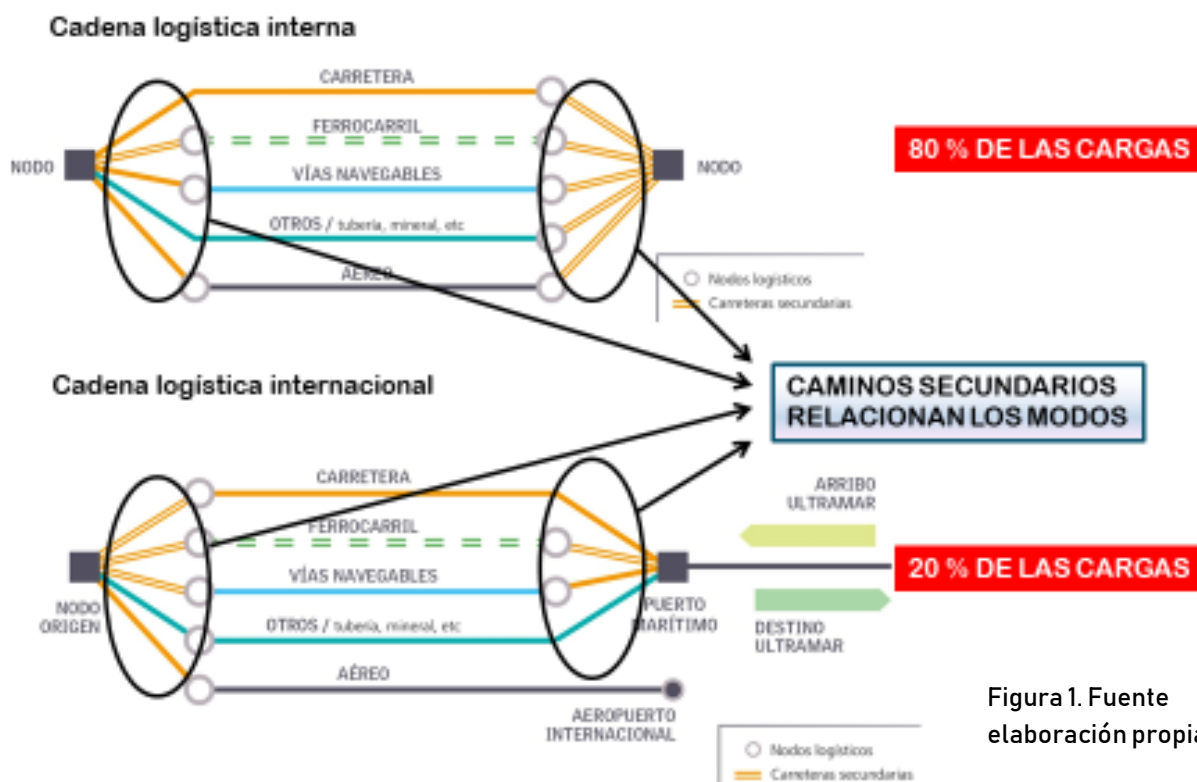 Cadena logística interna
CARRETERA
FERROCARRIL
NODO
NODO
80 % DE LAS CARGAS
VÍAS NAVEGABLES
OTROS / tubería, mineral, etc
AÉREO
Nodos logísticos
Carreteras secundarias
Cadena logística internacional
CAMINOS SECUNDARIOS
RELACIONAN LOS MODOS
CARRETERA
ARRIBO
ULTRAMAR
FERROCARRIL
20 % DE LAS CARGAS
VÍAS NAVEGABLES
NODO
ORIGEN
PUERTO
MARÍTIMO
OTROS / tubería, mineral, etc
DESTINO
ULTRAMAR
AÉREO
AEROPUERTO
INTERNACIONAL
Figura 1. Fuente
elaboración propia
Nodos logísticos
Carreteras secundarias